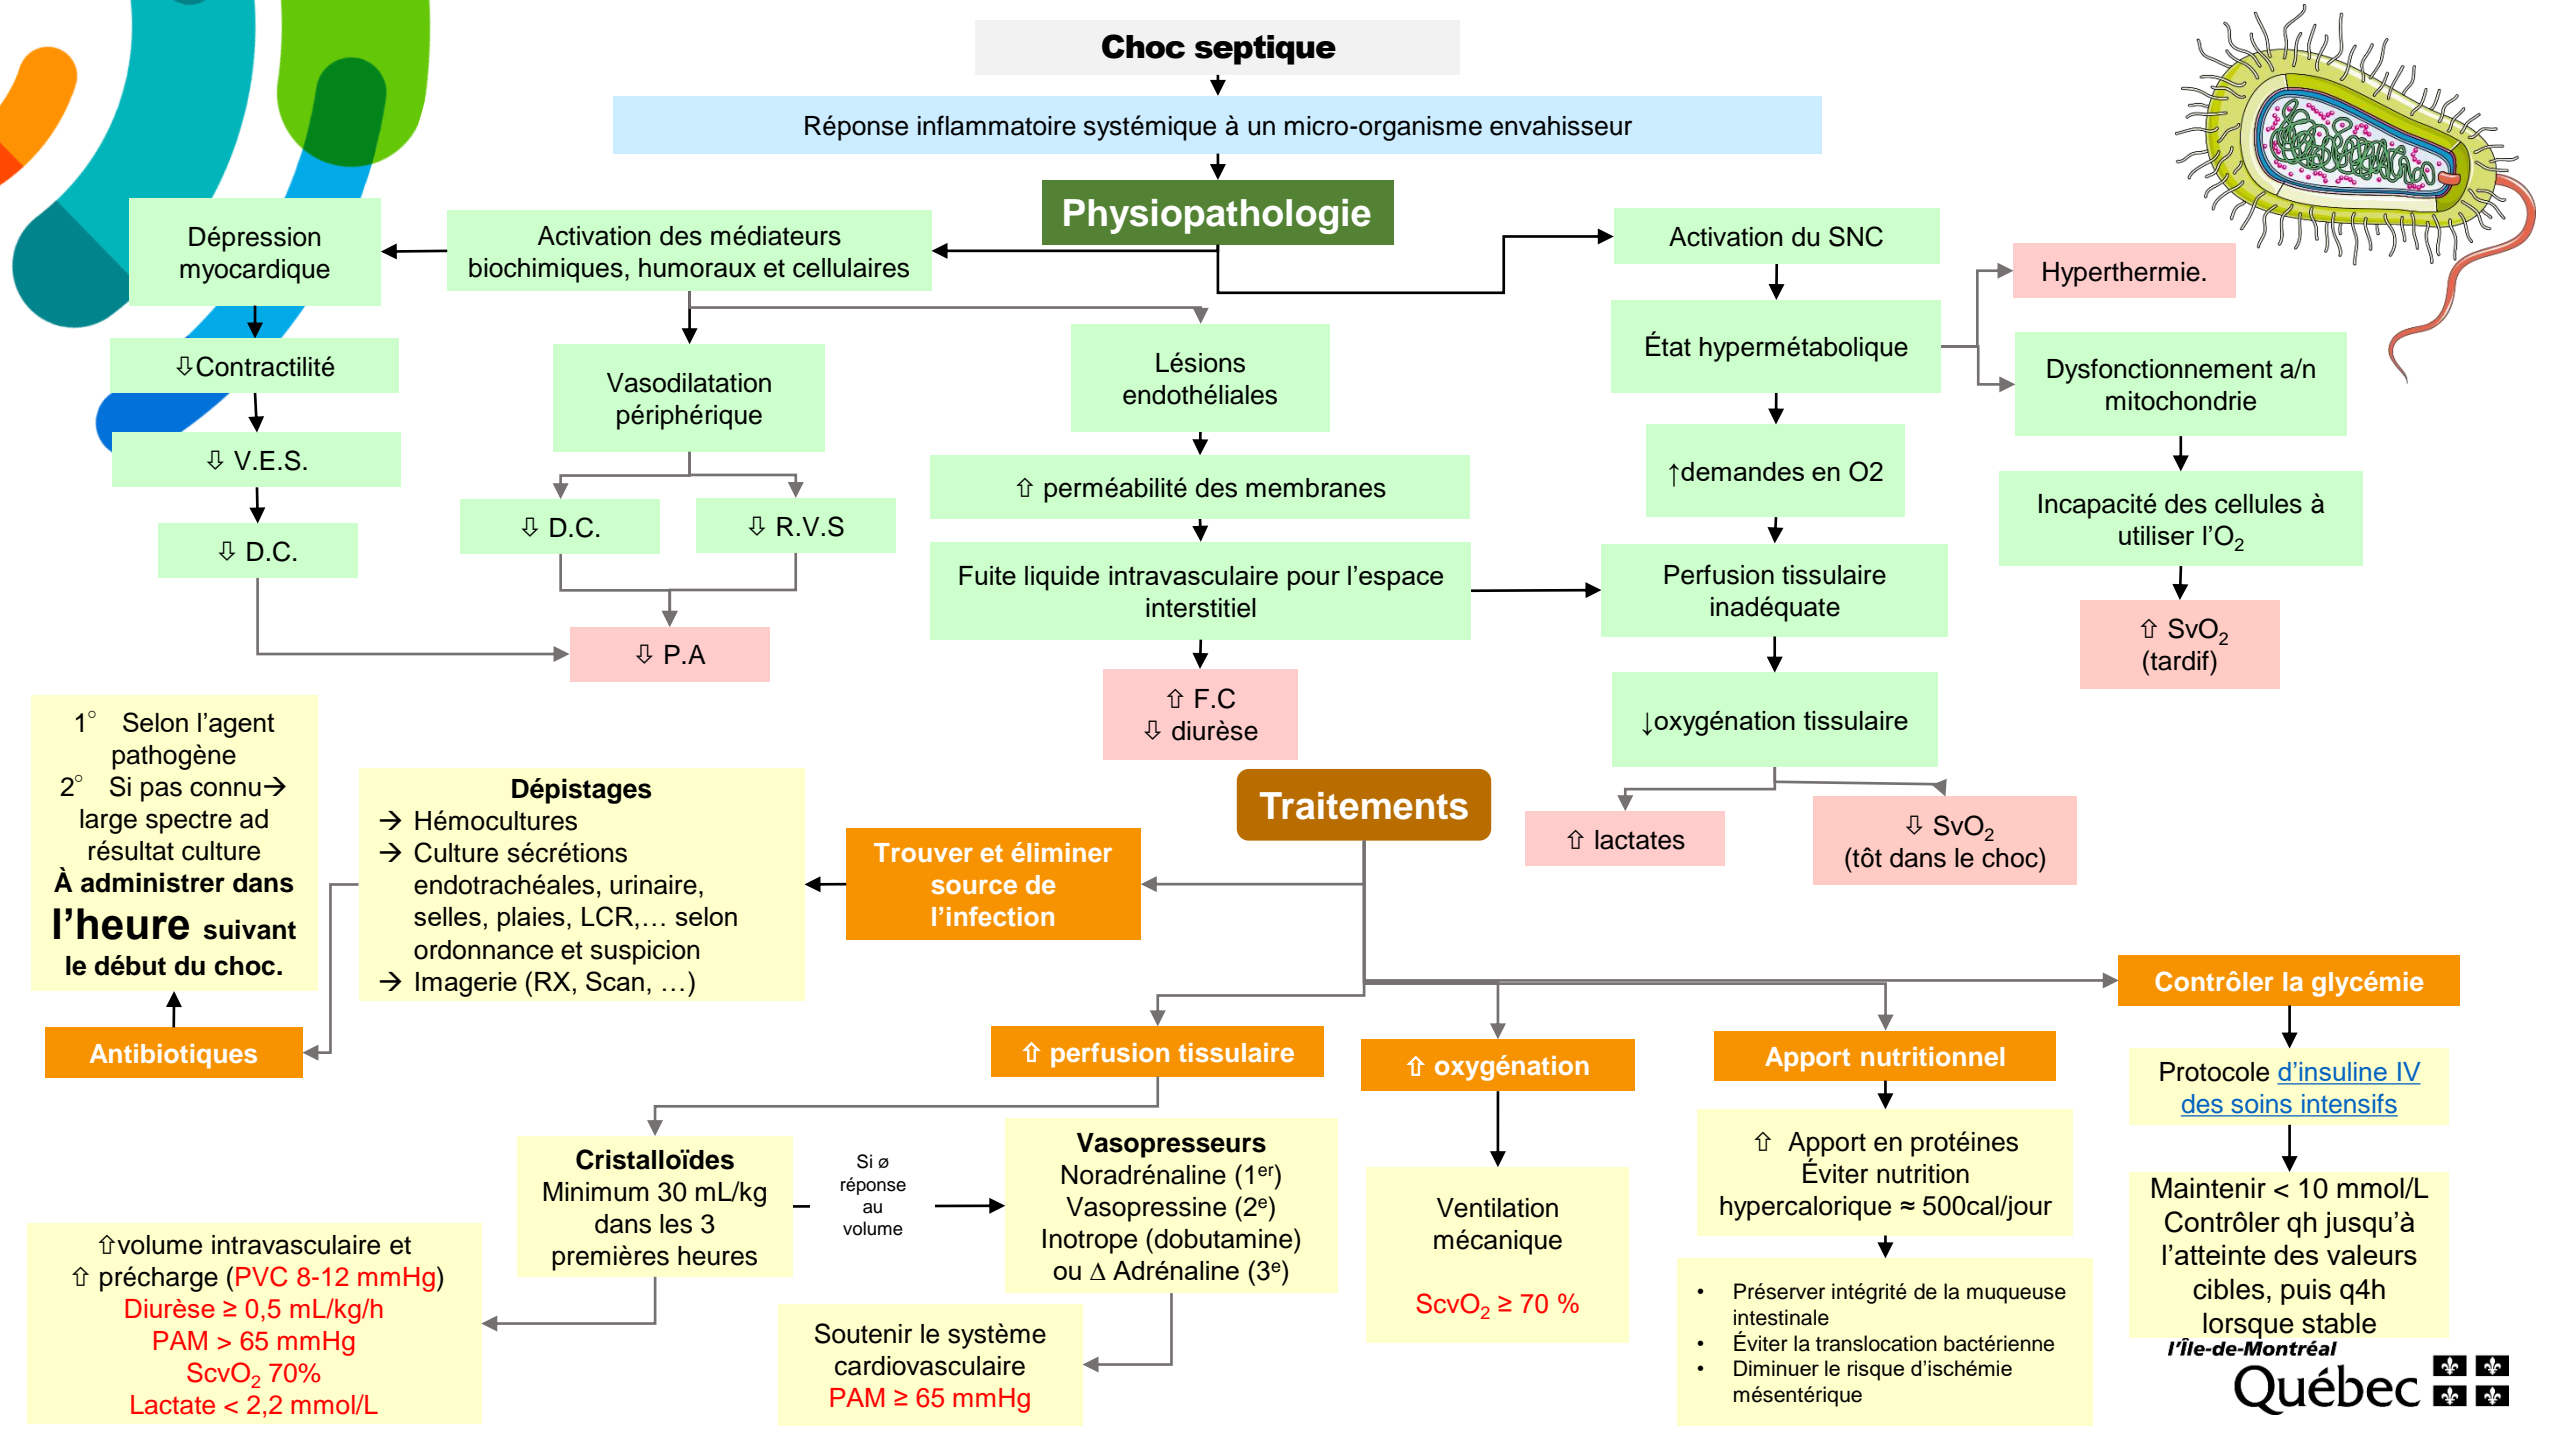 Choc septique
Réponse inflammatoire systémique à un micro-organisme envahisseur
Physiopathologie
Dépression
myocardique
⇩Contractilité
⇩ V.E.S.
⇩ D.C.
Activation des médiateurs
biochimiques, humoraux et cellulaires
Vasodilatation
périphérique
⇩ D.C.
⇩ R.V.S
⇩ P.A
Lésions
endothéliales
⇧ perméabilité des membranes
Fuite liquide intravasculaire pour l’espace
interstitiel
⇧ F.C
⇩ diurèse
Activation du SNC
État hypermétabolique
↑demandes en O2
Perfusion tissulaire
inadéquate
↓oxygénation tissulaire
⇧ lactates
⇩ SvO₂
(tôt dans le choc)
Hyperthermie.
Dysfonctionnement a/n
mitochondrie
Incapacité des cellules à
utiliser l’O₂
⇧ SvO₂
(tardif)
Traitements
Trouver et éliminer
source de
l’infection
Dépistages
→ Hémocultures
→ Culture sécrétions
endotrachéales, urinaire,
selles, plaies, LCR,… selon
ordonnance et suspicion
→ Imagerie (RX, Scan, …)
Antibiotiques
1° Selon l’agent
pathogène
2° Si pas connu→
large spectre ad
résultat culture
À administrer dans
l’heure suivant
le début du choc.
⇧ perfusion tissulaire
Cristalloïdes
Minimum 30 mL/kg
dans les 3
premières heures
⇧volume intravasculaire et
⇧ précharge (PVC 8-12 mmHg)
Diurèse ≥ 0,5 mL/kg/h
PAM > 65 mmHg
ScvO₂ 70%
Lactate < 2,2 mmol/L
Si ø
réponse
au
volume
Vasopresseurs
Noradrénaline (1er)
Vasopressine (2e)
Inotrope (dobutamine)
ou ∆ Adrénaline (3e)
Soutenir le système
cardiovasculaire
PAM ≥ 65 mmHg
⇧ oxygénation
Ventilation
mécanique
ScvO₂ ≥ 70 %
Apport nutritionnel
⇧ Apport en protéines
Éviter nutrition
hypercalorique ≈ 500cal/jour
• Préserver intégrité de la muqueuse
intestinale
• Éviter la translocation bactérienne
• Diminuer le risque d’ischémie
mésentérique
Contrôler la glycémie
Protocole d’insuline IV
des soins intensifs
Maintenir < 10 mmol/L
Contrôler qh jusqu’à
l’atteinte des valeurs
cibles, puis q4h
lorsque stable
l’Île-de-Montréal
Québec